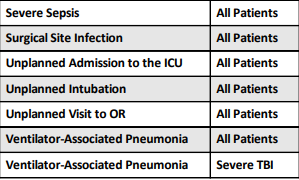 Severe Sepsis All Patients
Surgical Site Infection All Patients
Unplanned Admission to the ICU All Patients
Unplanned Intubation All Patients
Unplanned Visit to OR All Patients
Ventilator-Associated Pneumonia All Patients
Ventilator-Associated Pneumonia Severe TBI